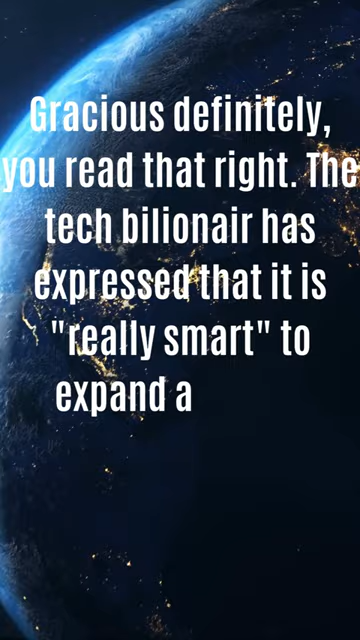 Gracious definitely,
you read that right. The
tech bilionair has
expressed that it is
"really smart" to
expand a